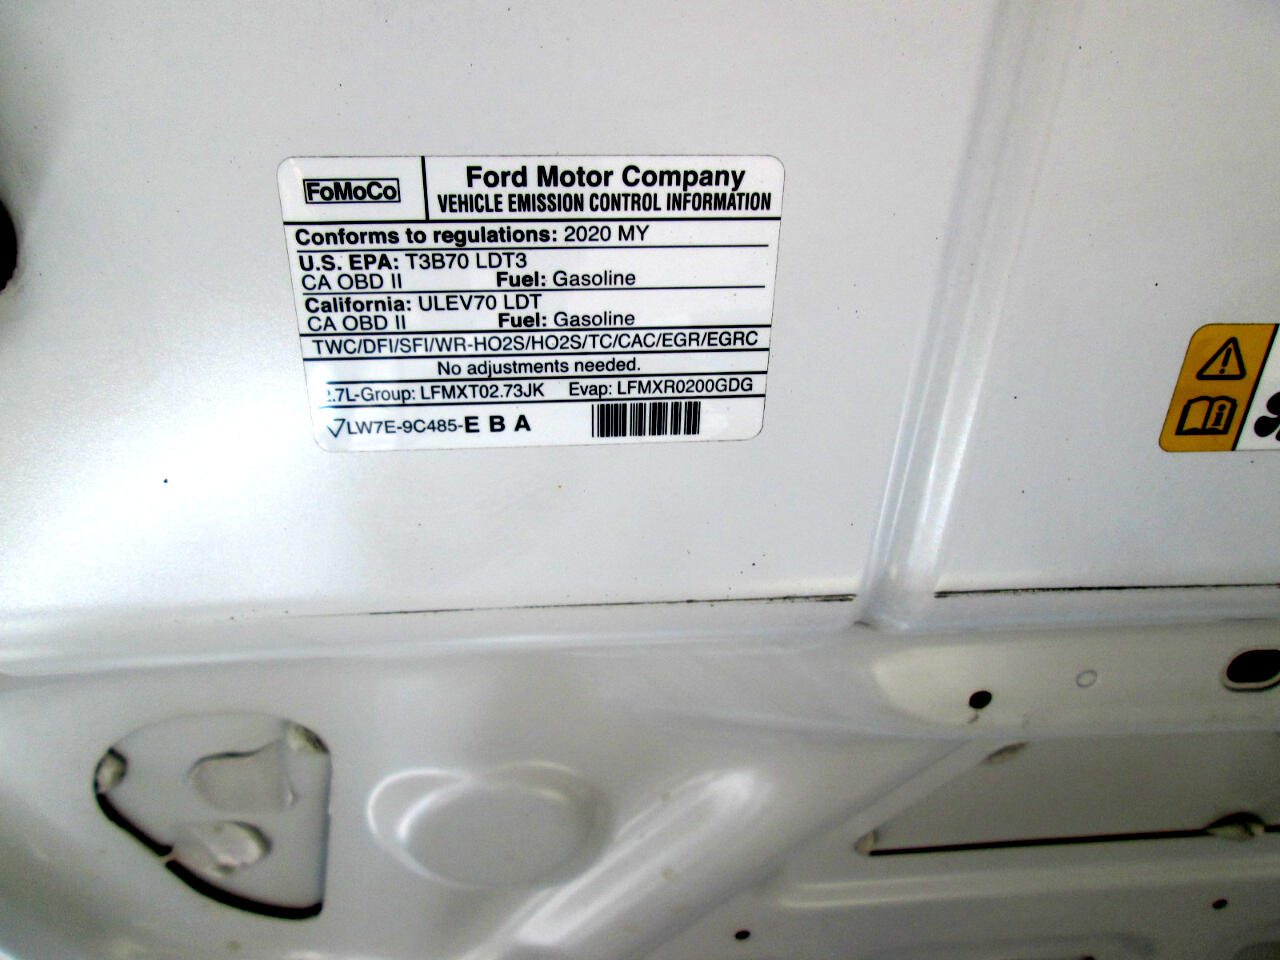 FoMoCo
Ford Motor Company
VEHICLE EMISSION CONTROL INFORMATION
Conforms to regulations: 2020 MY
U.S. EPA: T3B70 LDT3
CA OBD II Fuel: Gasoline
California: ULEV70 LDT
CA OBD II Fuel: Gasoline
TWC/DFI/SFI/WR-HO2S/HO2S/TC/CAC/EGR/EGRC
No adjustments needed.
2.7L-Group: LFMXT02.73JK Evap: LFMXR0200GDG
LW7E-9C485-E B A